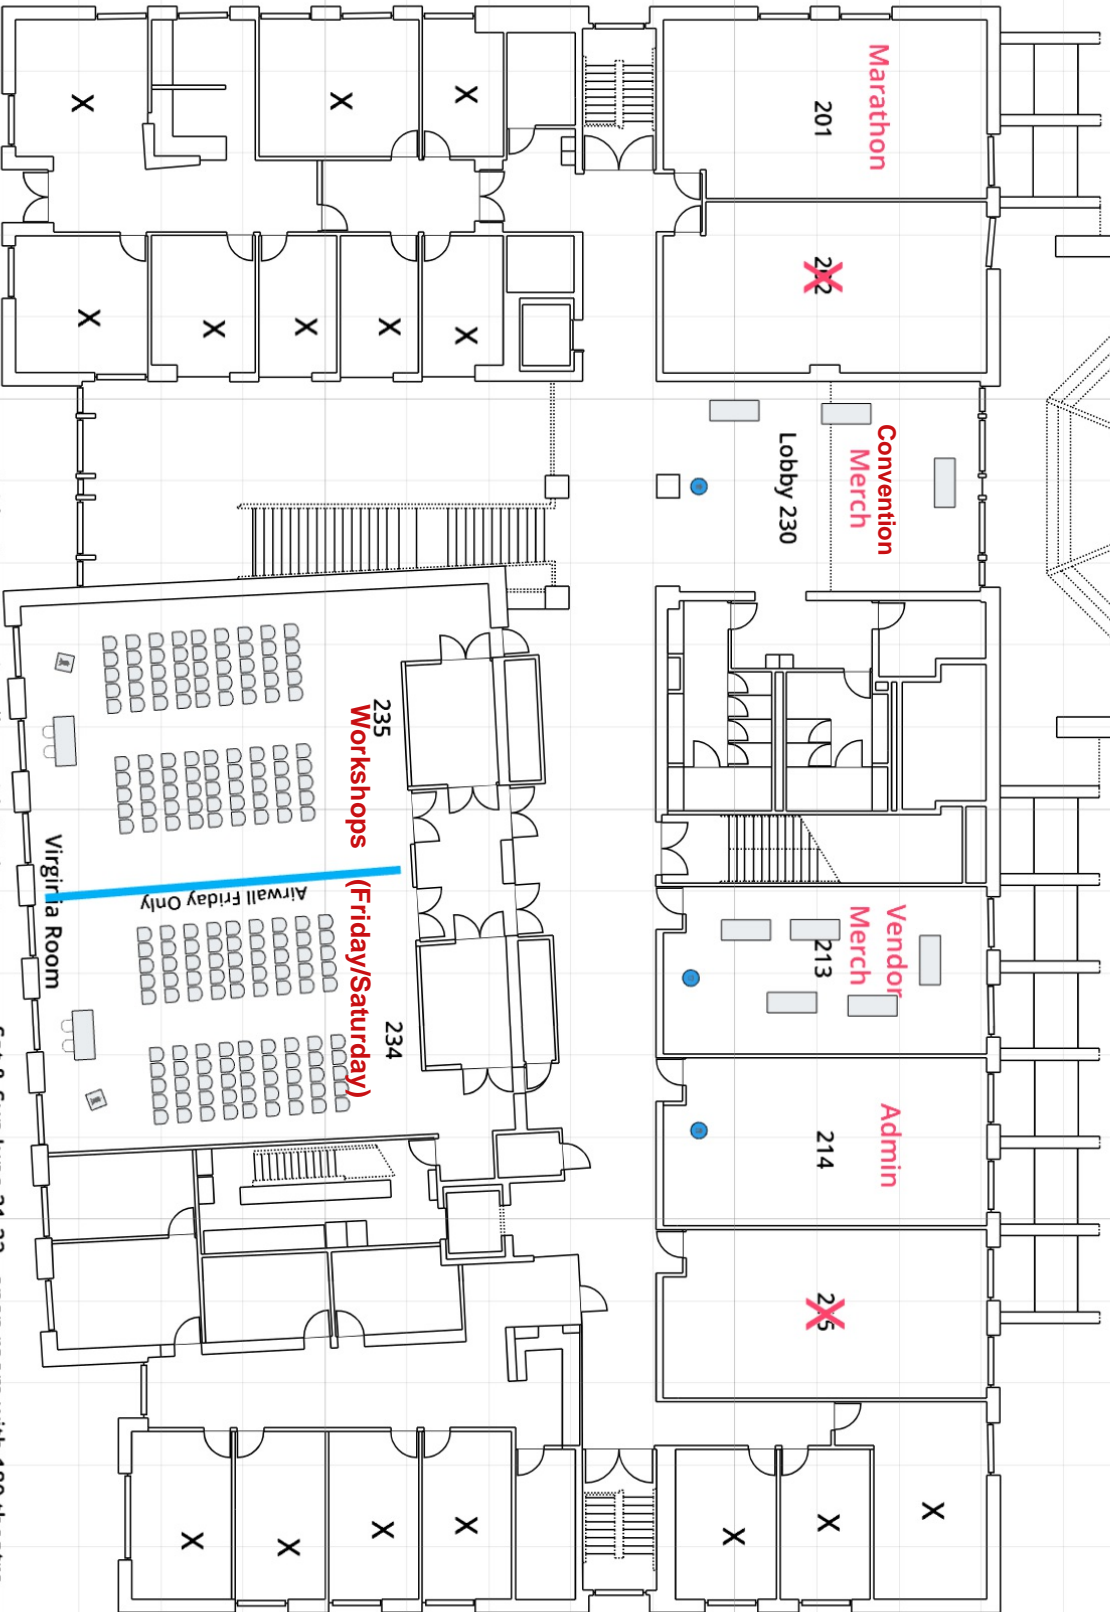 Marathon
201
X
X
X
202
X
X
X
X
X
Convention
Merch
Lobby 230
235
Workshops (Friday/Saturday)
Airwall Friday Only
Virginia Room
234
Vendor
Merch
213
Admin
214
215
X
X
X
X
X
X
X